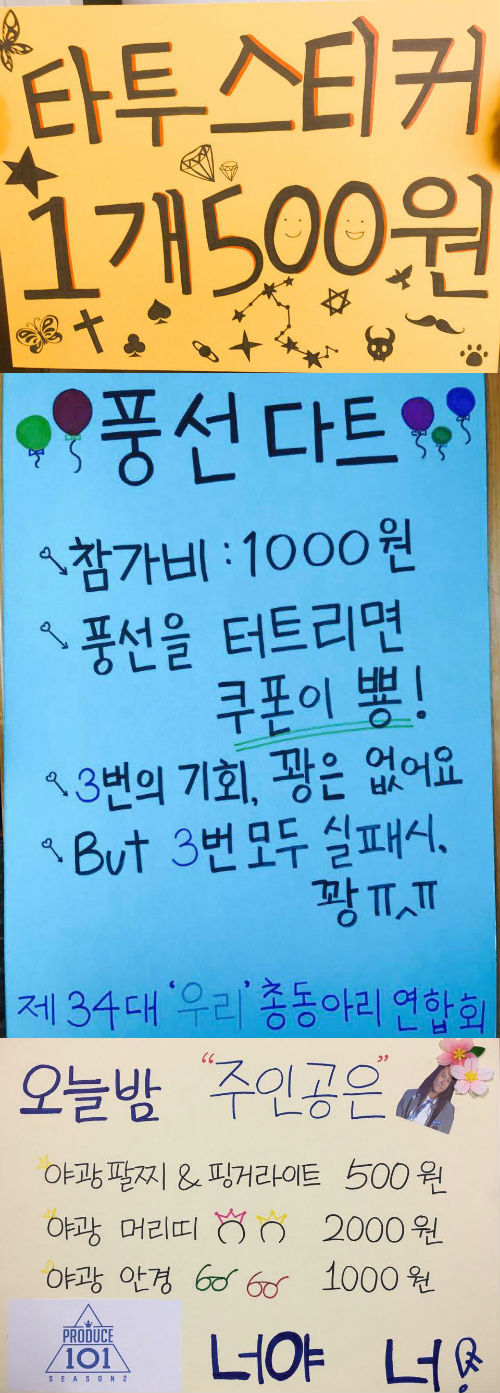 타투스티커
1개500원
풍선 다트
참가비 : 1000원
풍선을 터트리면
쿠폰이 뿅!
3번의 기회, 꽝은 없어요
But 3번모두 실패시.
꽝 ㅠ^ㅠ
제 34대 '우리' 총동아리 연합회
오늘밤 "주인공은"
야광팔찌 & 핑거라이트 500원
야광 머리띠 2000원
야광 안경 1000원
PRODUCE
101
SEASON 2
너야 너!